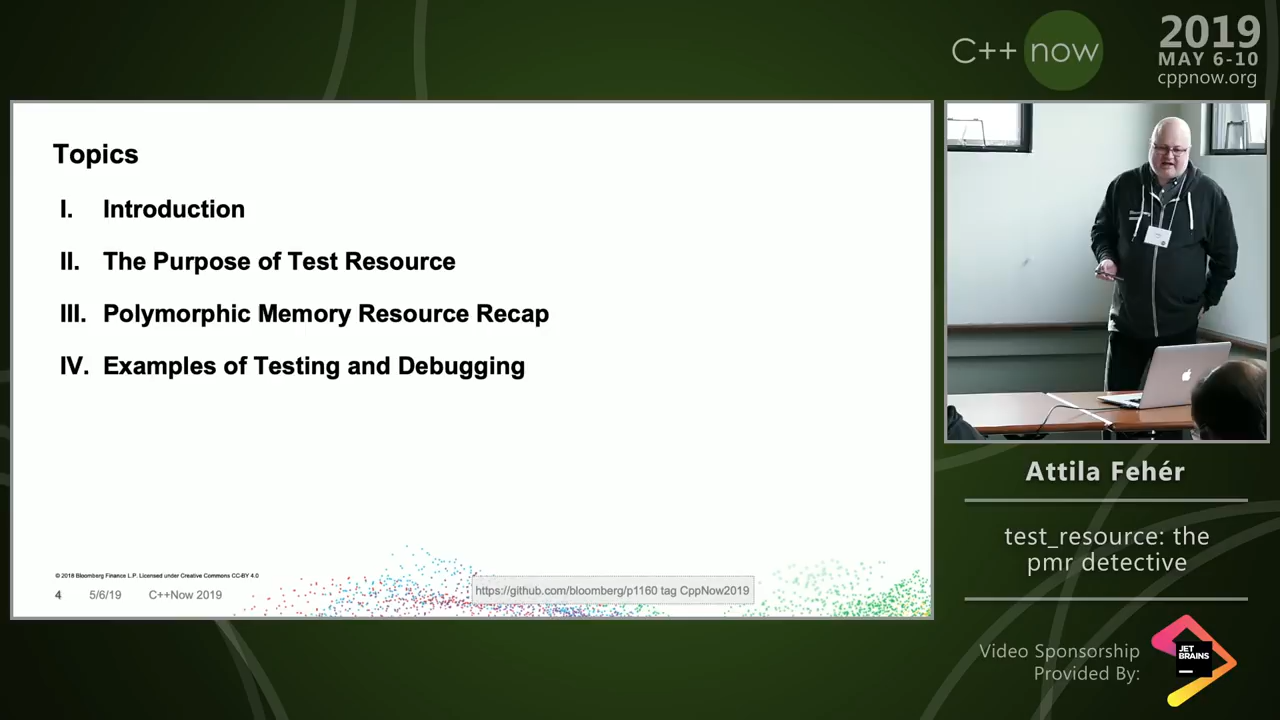 C++ now
2019
MAY 6-10
cppnow.org
Topics
I. Introduction
II. The Purpose of Test Resource
III. Polymorphic Memory Resource Recap
IV. Examples of Testing and Debugging
© 2018 Bloomberg Finance L.P. Licensed under Creative Commons CC-BY 4.0
4 5/6/19 C++Now 2019
https://github.com/bloomberg/p1160 tag CppNow2019
Attila Fehér
test_resource: the
pmr detective
Video Sponsorship
Provided By:
JET
BRAINS